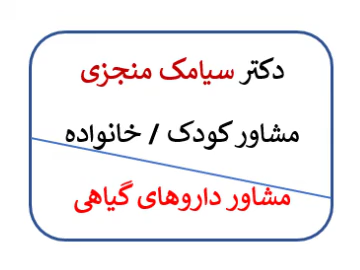 دکتر سیامک منجزی
مشاور کودک / خانواده
مشاور داروهای گیاهی